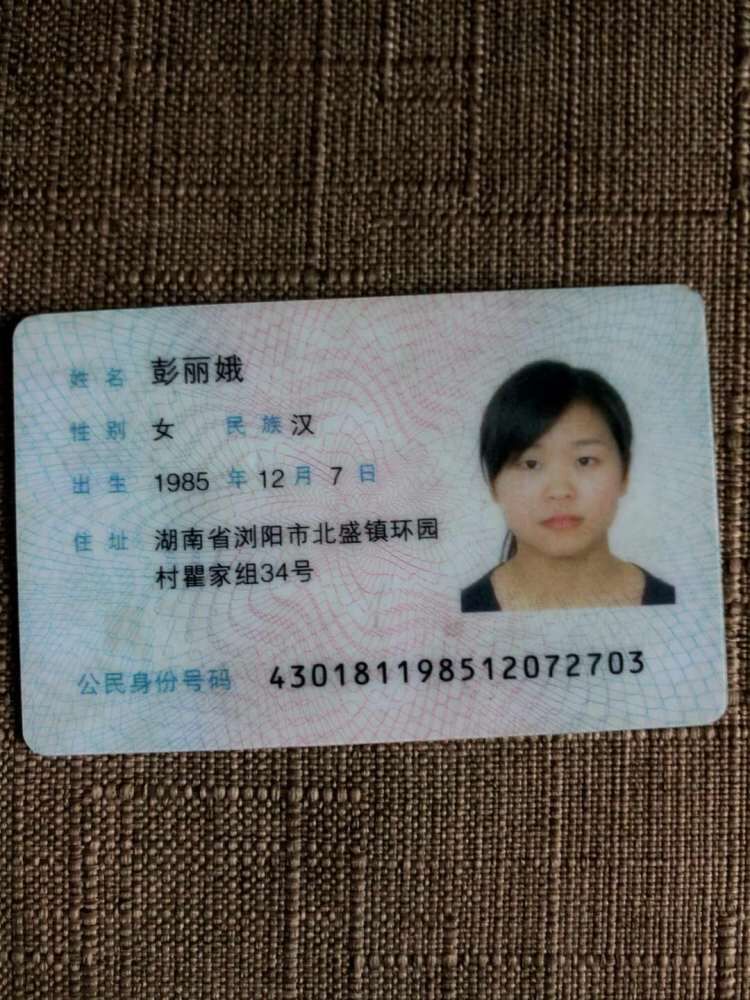 姓名 彭丽娥
性别 女 民族 汉
出生 1985 年 12 月 7 日
住址 湖南省浏阳市北盛镇环园
村瞿家组34号
公民身份号码 430181198512072703